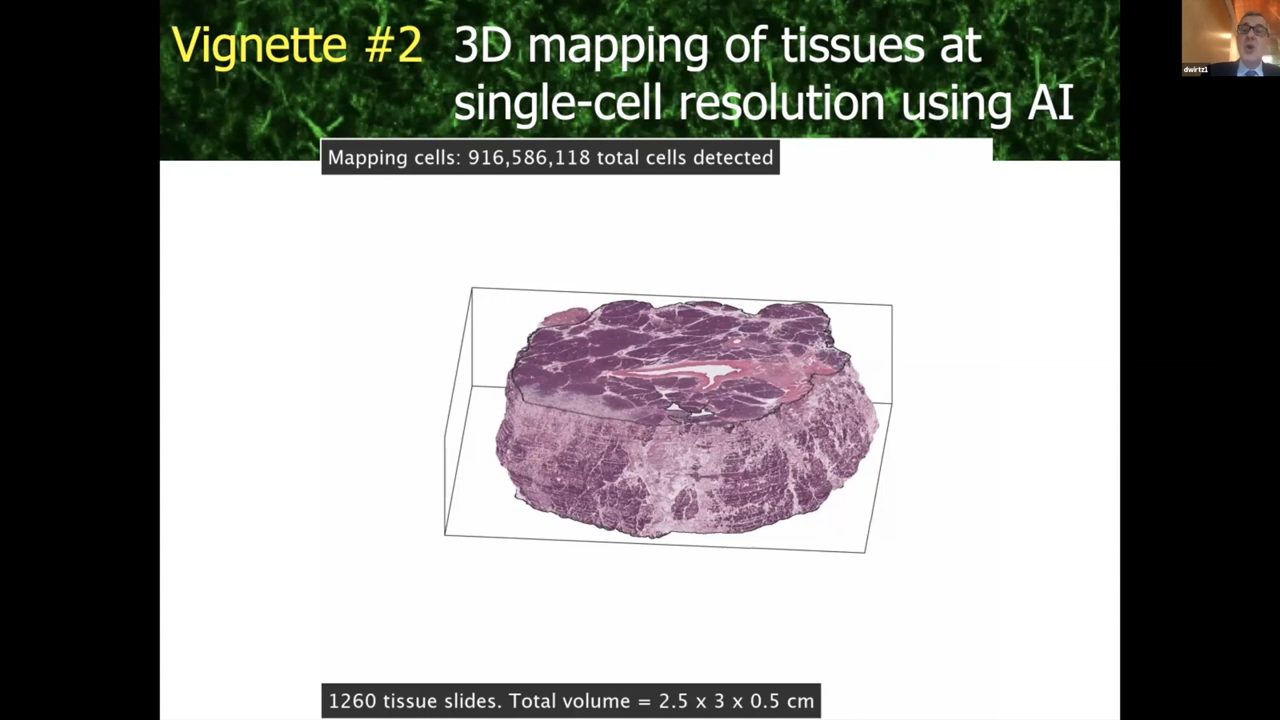 Vignette #2 3D mapping of tissues at
single-cell resolution using AI
Mapping cells: 916,586,118 total cells detected
1260 tissue slides. Total volume = 2.5 x 3 x 0.5 cm
dwirtz1